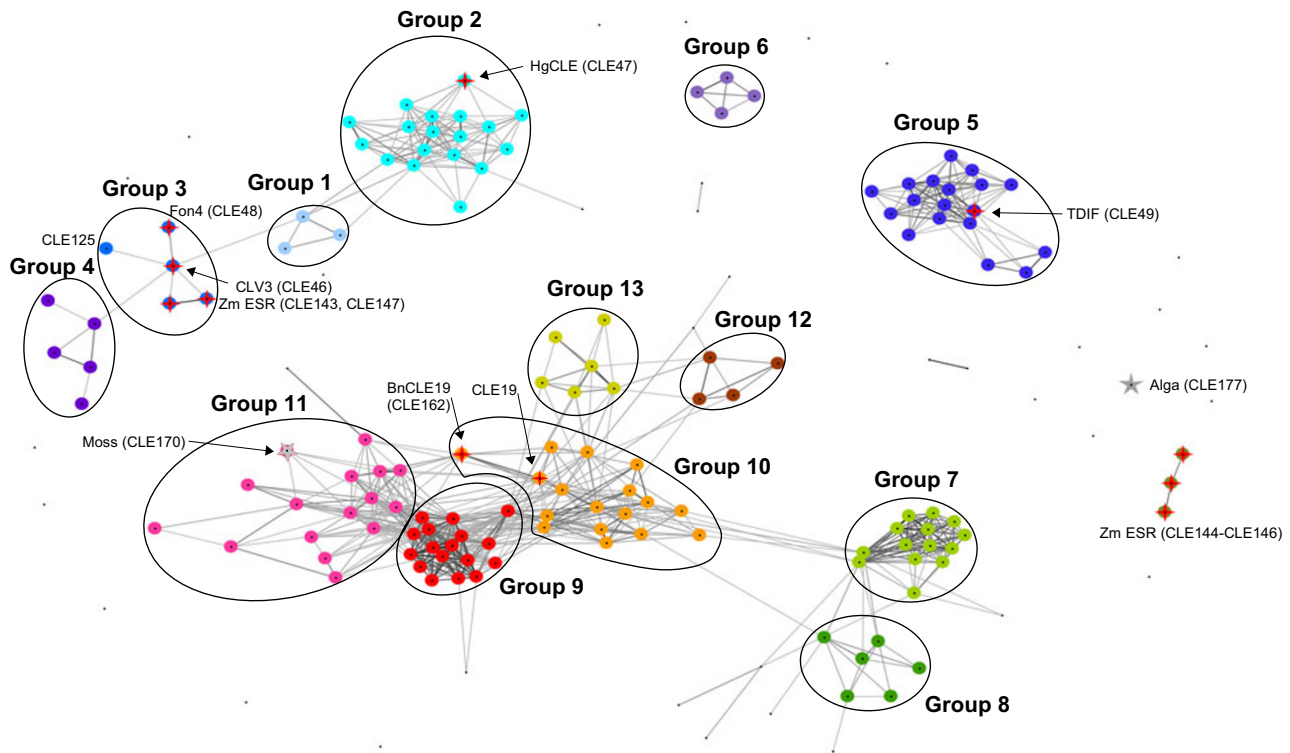 Group 2
Group 6
HgCLE (CLE47)
Group 5
Group 1
Group 3
Fon4 (CLE48)
TDIF (CLE49)
CLE125
Group 4
CLV3 (CLE46)
Zm ESR (CLE143, CLE147)
Group 13
Group 12
BnCLE19
(CLE162)
CLE19
Alga (CLE177)
Group 11
Moss (CLE170)
Group 10
Group 7
Zm ESR (CLE144-CLE146)
Group 9
Group 8